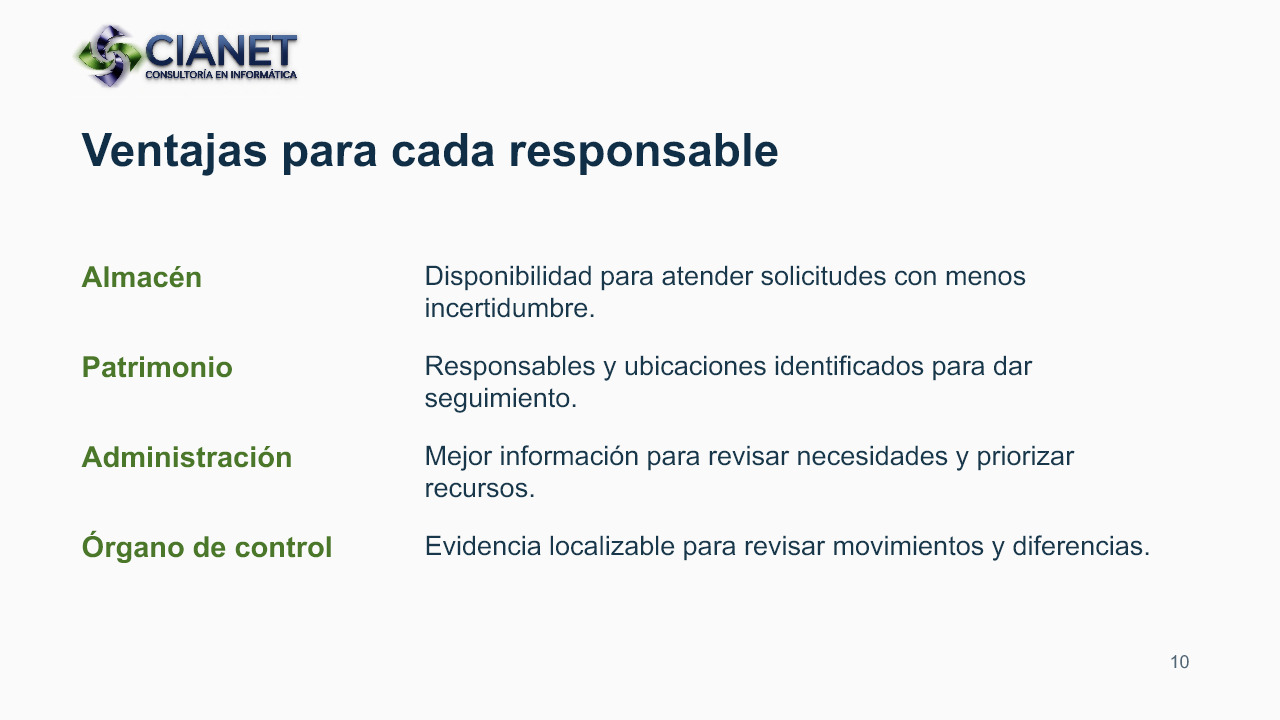 CIANET
CONSULTORÍA EN INFORMÁTICA
Ventajas para cada responsable
Almacén
Disponibilidad para atender solicitudes con menos
incertidumbre.
Patrimonio
Responsables y ubicaciones identificados para dar
seguimiento.
Administración
Mejor información para revisar necesidades y priorizar
recursos.
Órgano de control
Evidencia localizable para revisar movimientos y diferencias.
10